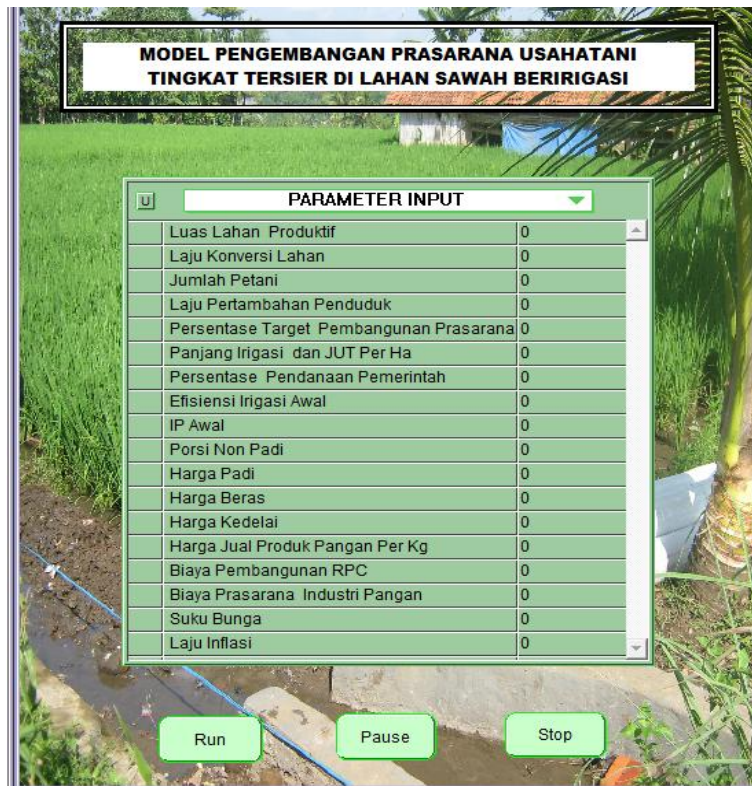 MODEL PENGEMBANGAN PRASARANA USAHATANI
TINGKAT TERSIER DI LAHAN SAWAH BERIRIGASI
U PARAMETER INPUT
Luas Lahan Produktif 0
Laju Konversi Lahan 0
Jumlah Petani 0
Laju Pertambahan Penduduk 0
Persentase Target Pembangunan Prasarana 0
Panjang Irigasi dan JUT Per Ha 0
Persentase Pendanaan Pemerintah 0
Efisiensi Irigasi Awal 0
IP Awal 0
Porsi Non Padi 0
Harga Padi 0
Harga Beras 0
Harga Kedelai 0
Harga Jual Produk Pangan Per Kg 0
Biaya Pembangunan RPC 0
Biaya Prasarana Industri Pangan 0
Suku Bunga 0
Laju Inflasi 0
Run Pause Stop